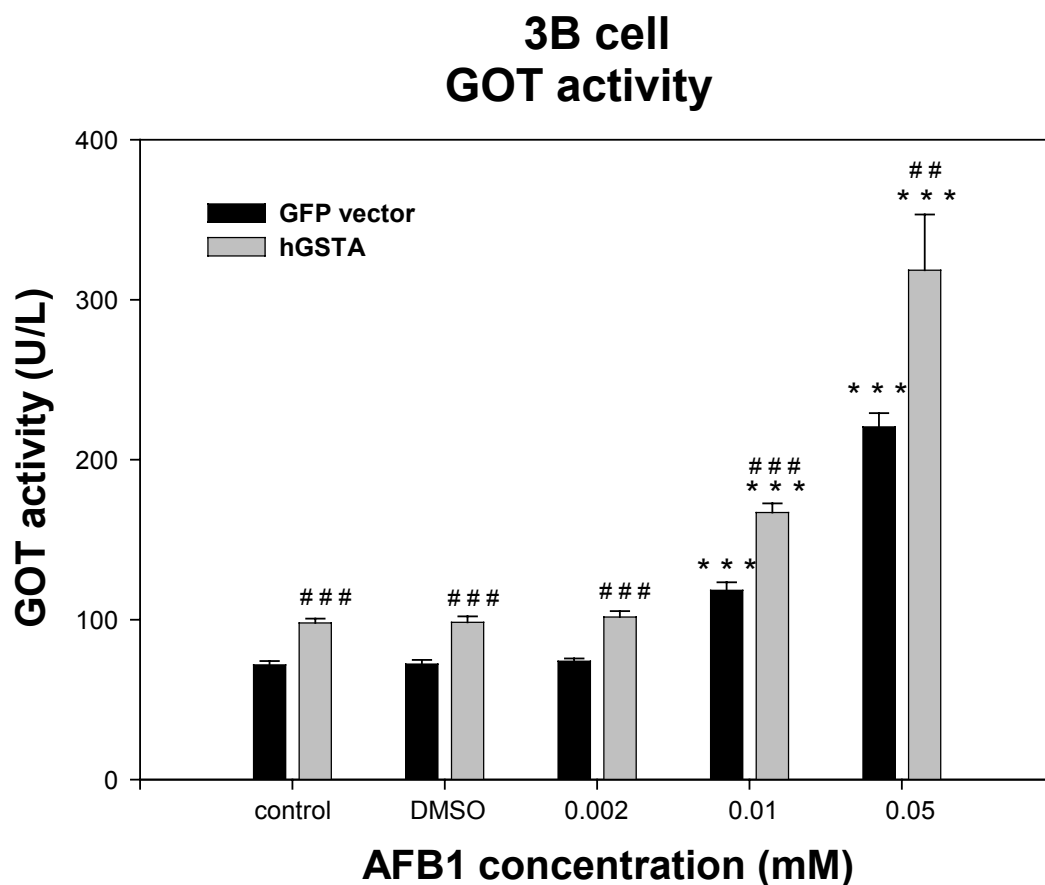 3B cell
GOT activity
GOT activity (U/L)
400
300
200
100
0
GFP vector
hGSTA
# # #
# # #
# # #
* * *
# # #
* * *
* * *
# #
* * *
control DMSO 0.002 0.01 0.05
AFB1 concentration (mM)